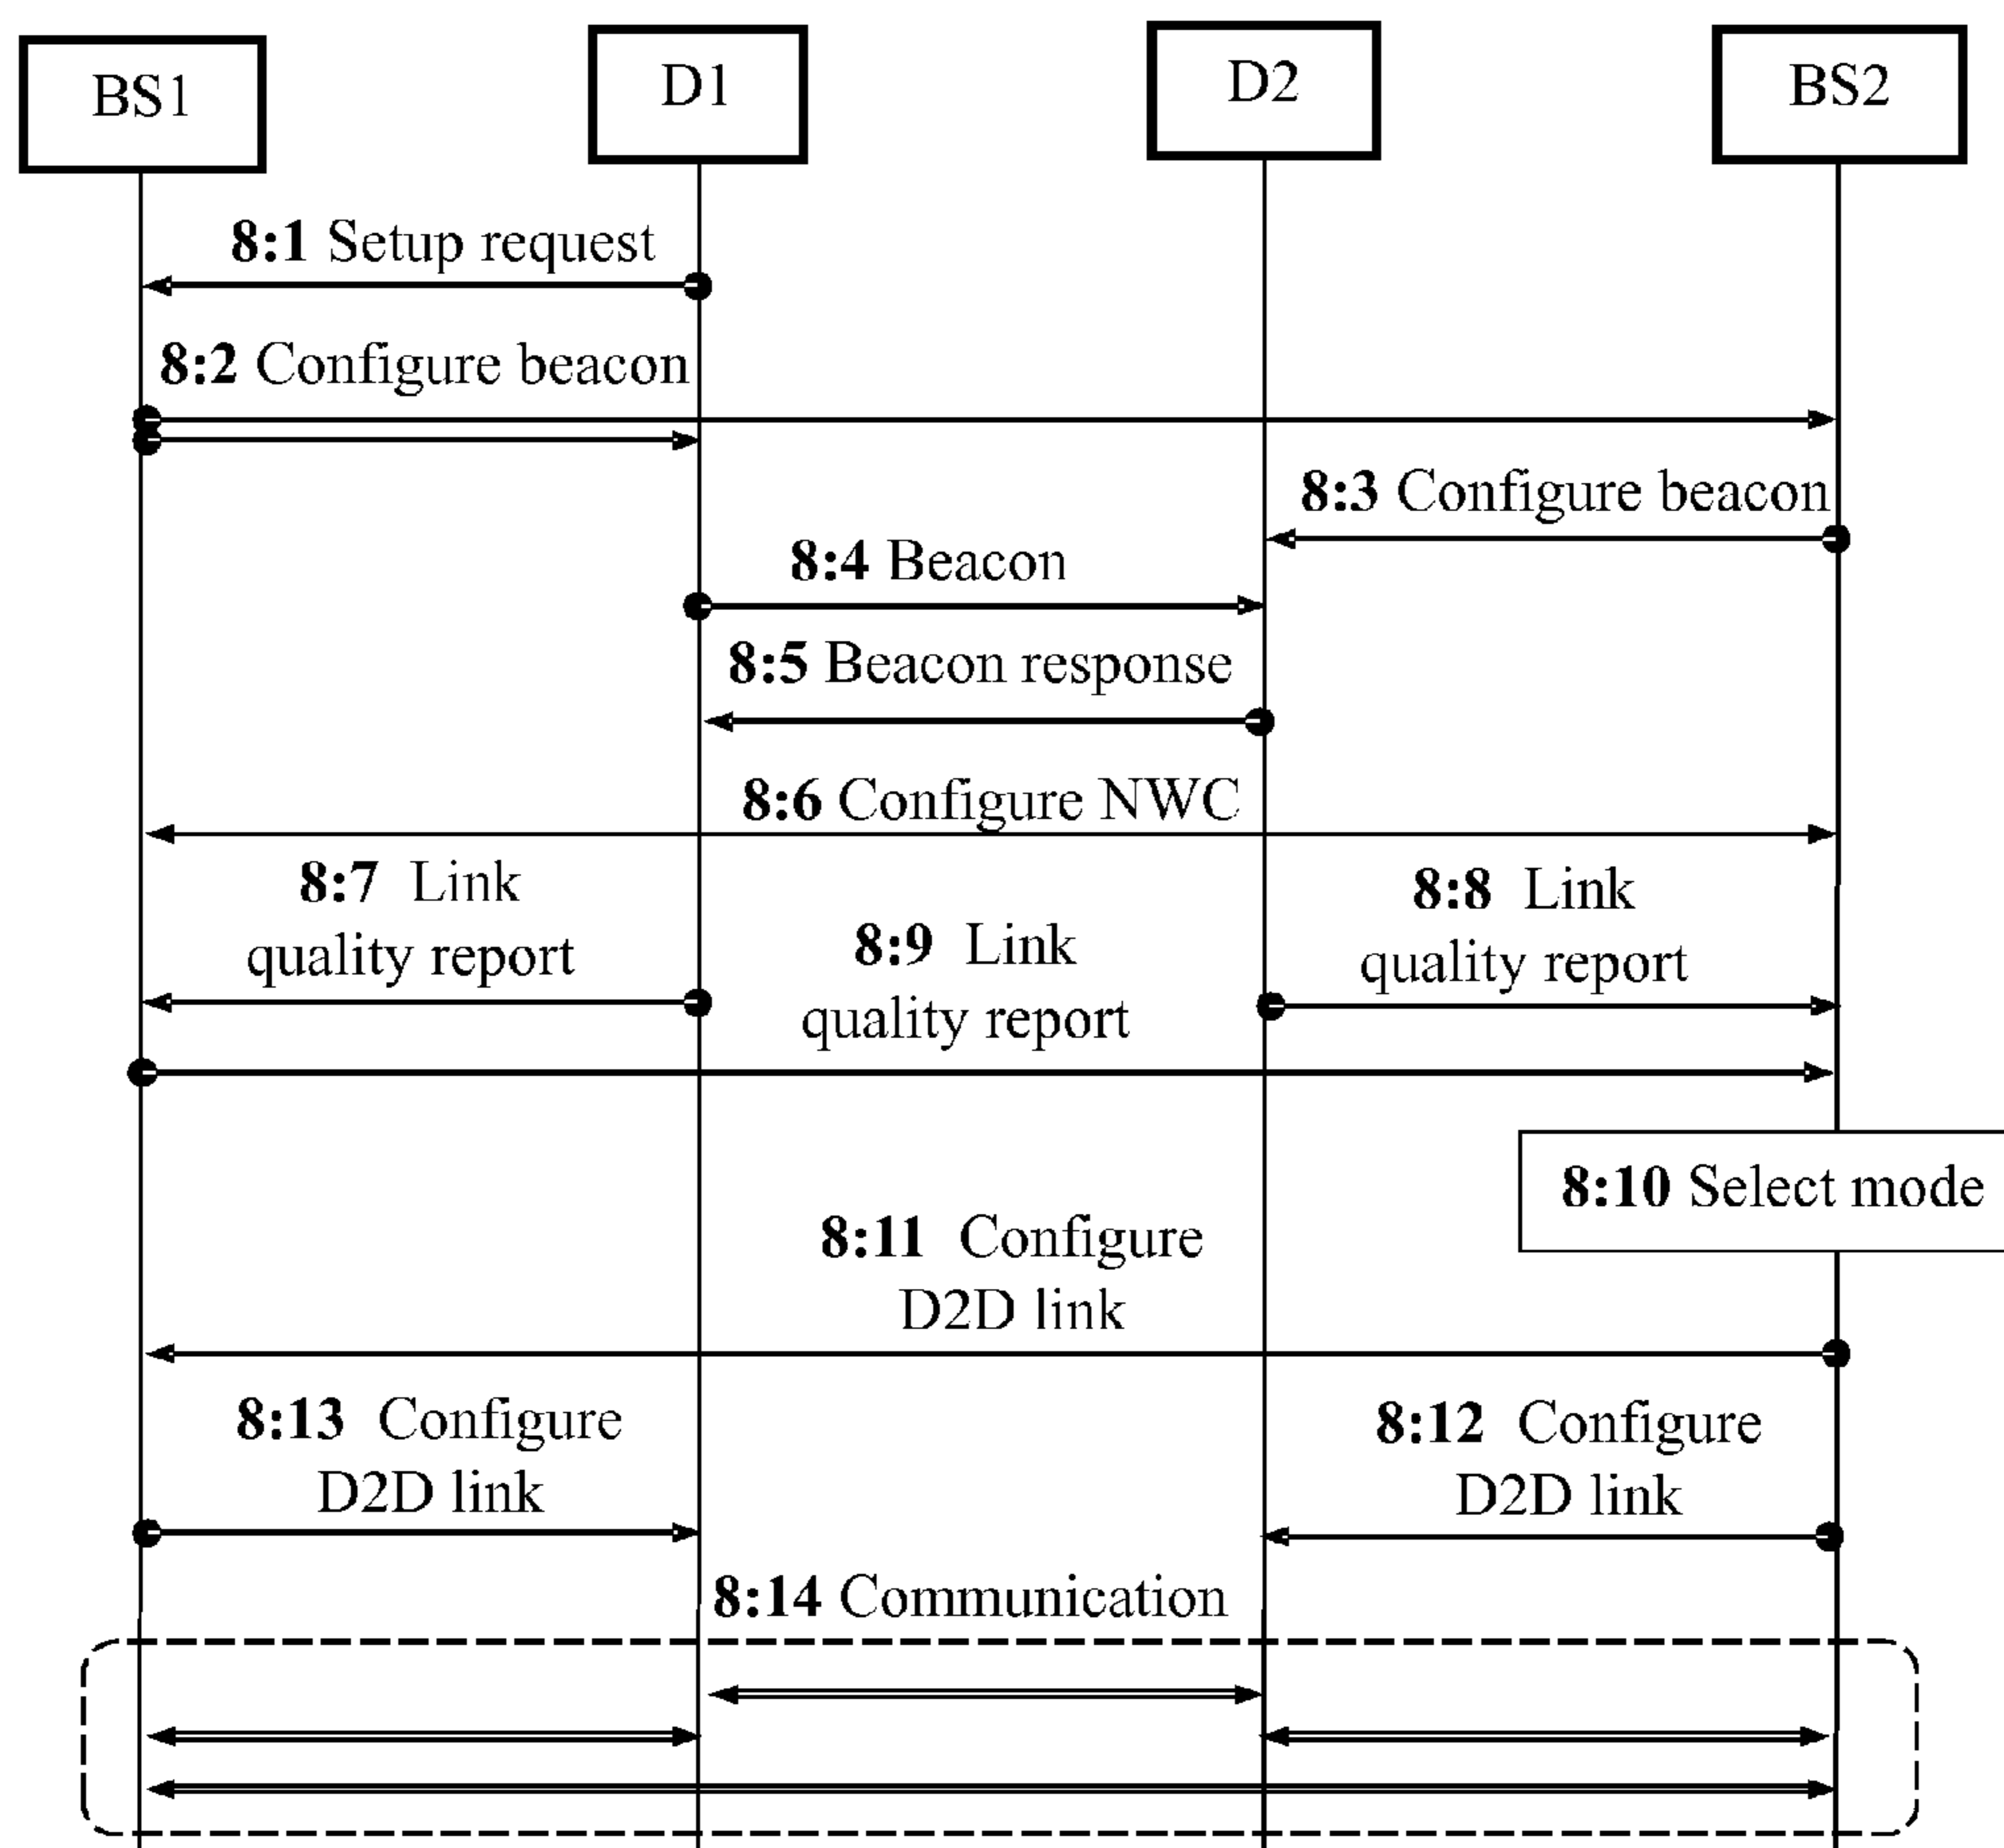 BS1
D1
D2
BS2
8:1 Setup request
8:2 Configure beacon
8:3 Configure beacon
8:4 Beacon
8:5 Beacon response
8:6 Configure NWC
8:7 Link
quality report
8:8 Link
quality report
8:9 Link
quality report
8:10 Select mode
8:11 Configure
D2D link
8:13 Configure
D2D link
8:12 Configure
D2D link
8:14 Communication